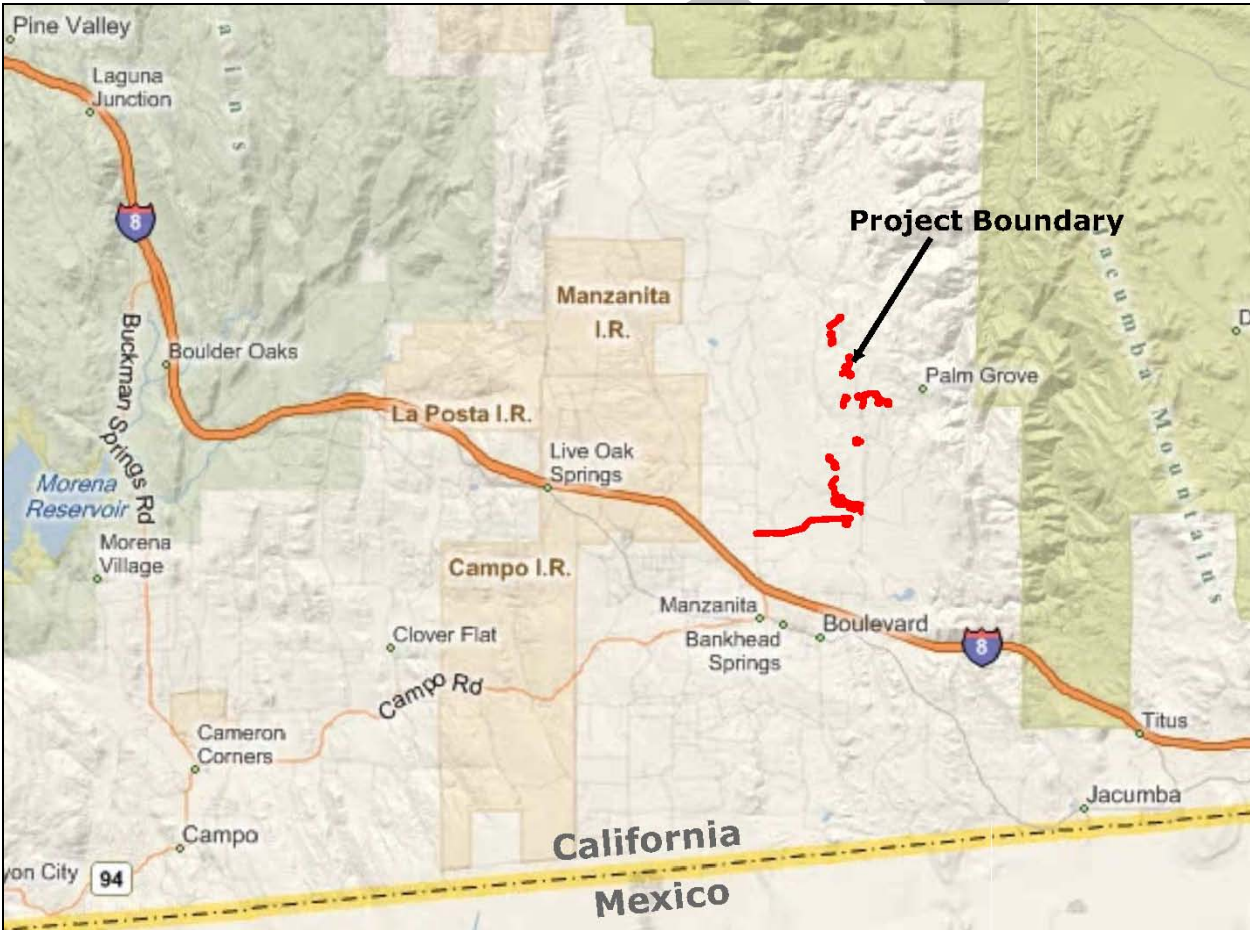 Pine Valley
Laguna
Junction
a i n s
8
Project Boundary
Manzanita
I.R.
Jacumba Mountains
D
Buckman Springs Rd
Boulder Oaks
Palm Grove
La Posta I.R.
Live Oak
Springs
Morena
Reservoir
Morena
Village
Campo I.R.
Manzanita
Boulevard
Bankhead
Springs
8
Clover Flat
Campo Rd
Cameron
Corners
Titus
Jacumba
Campo
California
yon City
94
Mexico